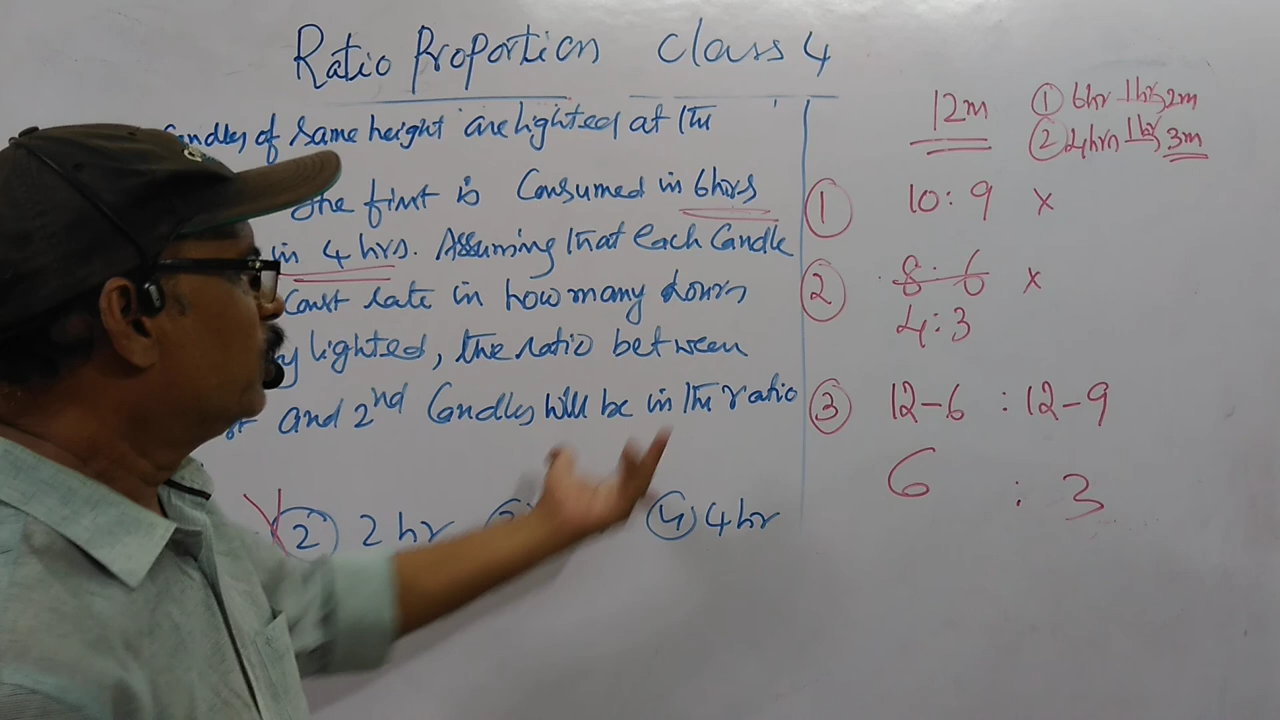 Ratio Proportion Class 4
Candles of same height are lighted at the
The first is Consumed in 6hrs
in 4 hrs. Assuming that each Candle
Const rate in how many hours
lighted, the ratio between
and 2nd Candles will be in the ratio
② 2 hr ④ 4 hr
12m ① 6hr 1hr 2m
② 4hrs 1hr 3m
① 10:9 ×
② 8:6 ×
4:3
③ 12-6 : 12-9
6 : 3